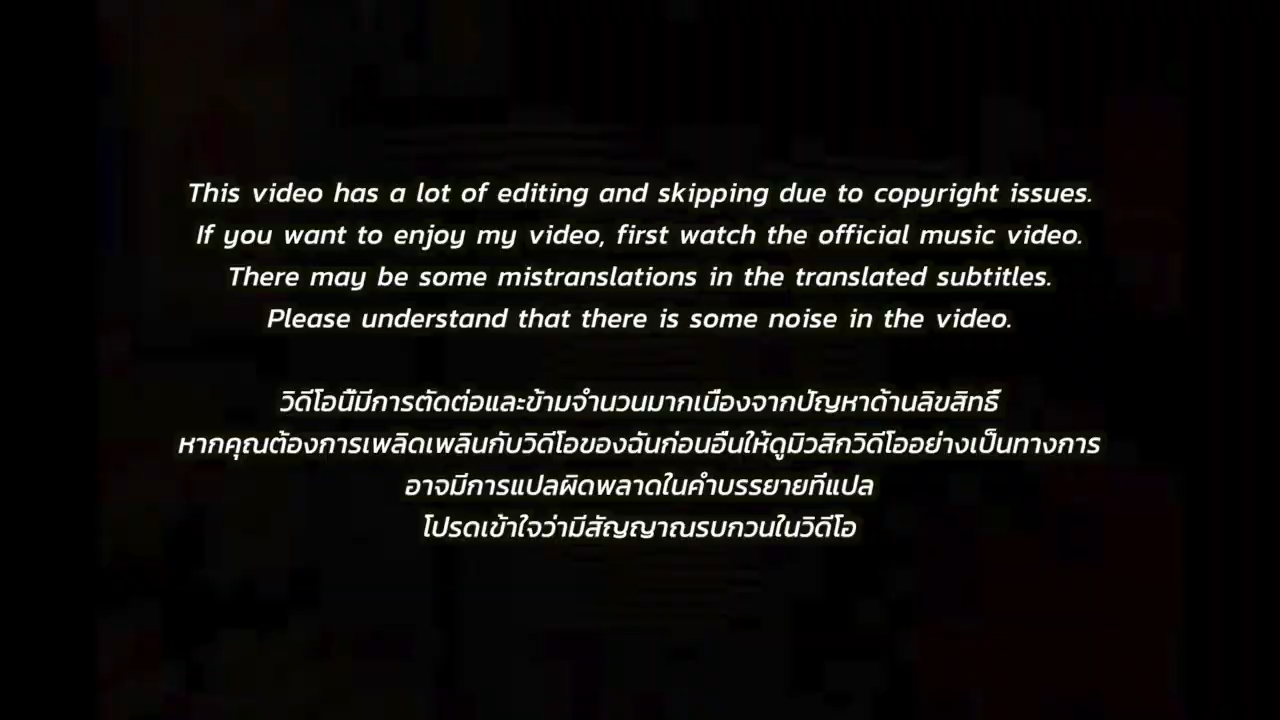 This video has a lot of editing and skipping due to copyright issues.
If you want to enjoy my video, first watch the official music video.
There may be some mistranslations in the translated subtitles.
Please understand that there is some noise in the video.
วิดีโอนี้มีการตัดต่อและข้ามจำนวนมากเนื่องจากปัญหาด้านลิขสิทธิ์
หากคุณต้องการเพลิดเพลินกับวิดีโอของฉันก่อนอื่นให้ดูมิวสิกวิดีโออย่างเป็นทางการ
อาจมีการแปลผิดพลาดในคำบรรยายที่แปล
โปรดเข้าใจว่ามีสัญญาณรบกวนในวิดีโอ